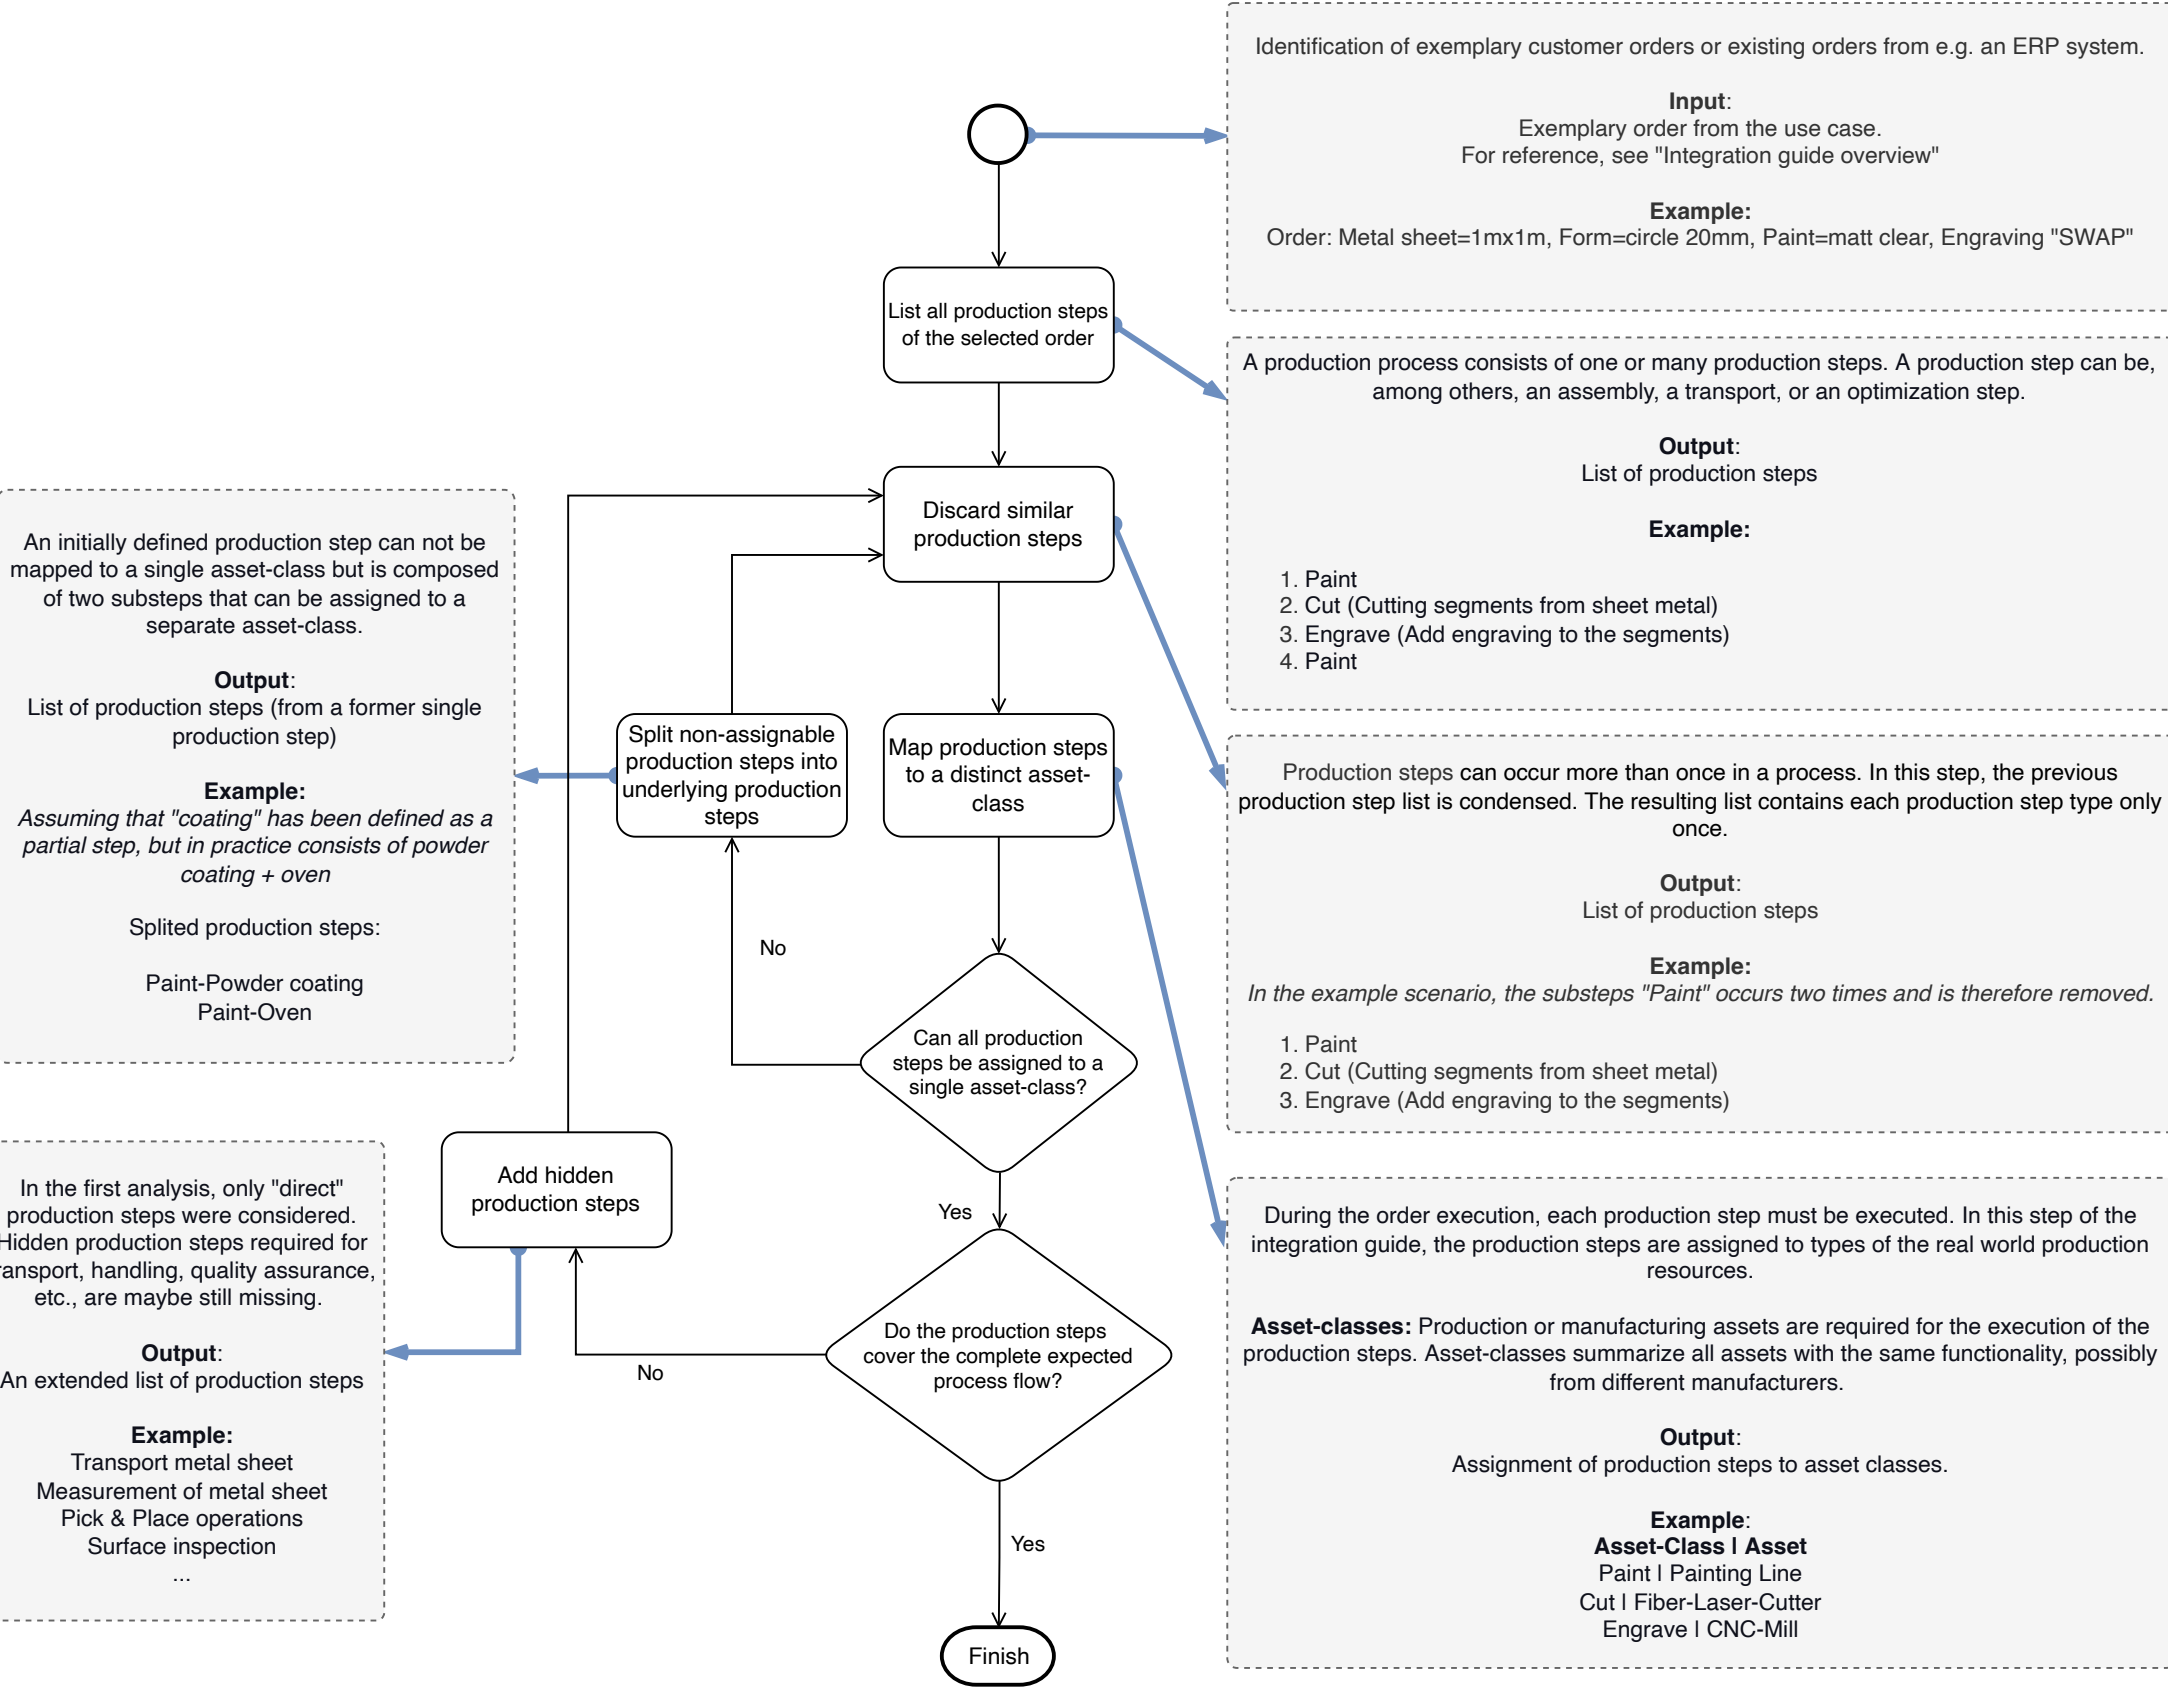 Identification of exemplary customer orders or existing orders from e.g. an ERP system.
Input:
Exemplary order from the use case.
For reference, see "Integration guide overview"
Example:
Order: Metal sheet=1mx1m, Form=circle 20mm, Paint=matt clear, Engraving "SWAP"
List all production steps
of the selected order
A production process consists of one or many production steps. A production step can be,
among others, an assembly, a transport, or an optimization step.
Output:
List of production steps
Example:
1. Paint
2. Cut (Cutting segments from sheet metal)
3. Engrave (Add engraving to the segments)
4. Paint
Discard similar
production steps
An initially defined production step can not be
mapped to a single asset-class but is composed
of two substeps that can be assigned to a
separate asset-class.
Output:
List of production steps (from a former single
production step)
Example:
Assuming that "coating" has been defined as a
partial step, but in practice consists of powder
coating + oven
Splited production steps:
Paint-Powder coating
Paint-Oven
Split non-assignable
production steps into
underlying production
steps
Map production steps
to a distinct asset-
class
Production steps can occur more than once in a process. In this step, the previous
production step list is condensed. The resulting list contains each production step type only
once.
Output:
List of production steps
Example:
In the example scenario, the substeps "Paint" occurs two times and is therefore removed.
1. Paint
2. Cut (Cutting segments from sheet metal)
3. Engrave (Add engraving to the segments)
No
Can all production
steps be assigned to a
single asset-class?
Yes
Add hidden
production steps
In the first analysis, only "direct"
production steps were considered.
Hidden production steps required for
ransport, handling, quality assurance,
etc., are maybe still missing.
Output:
An extended list of production steps
Example:
Transport metal sheet
Measurement of metal sheet
Pick & Place operations
Surface inspection
...
No
Do the production steps
cover the complete expected
process flow?
Yes
Finish
During the order execution, each production step must be executed. In this step of the
integration guide, the production steps are assigned to types of the real world production
resources.
Asset-classes: Production or manufacturing assets are required for the execution of the
production steps. Asset-classes summarize all assets with the same functionality, possibly
from different manufacturers.
Output:
Assignment of production steps to asset classes.
Example:
Asset-Class | Asset
Paint | Painting Line
Cut | Fiber-Laser-Cutter
Engrave | CNC-Mill